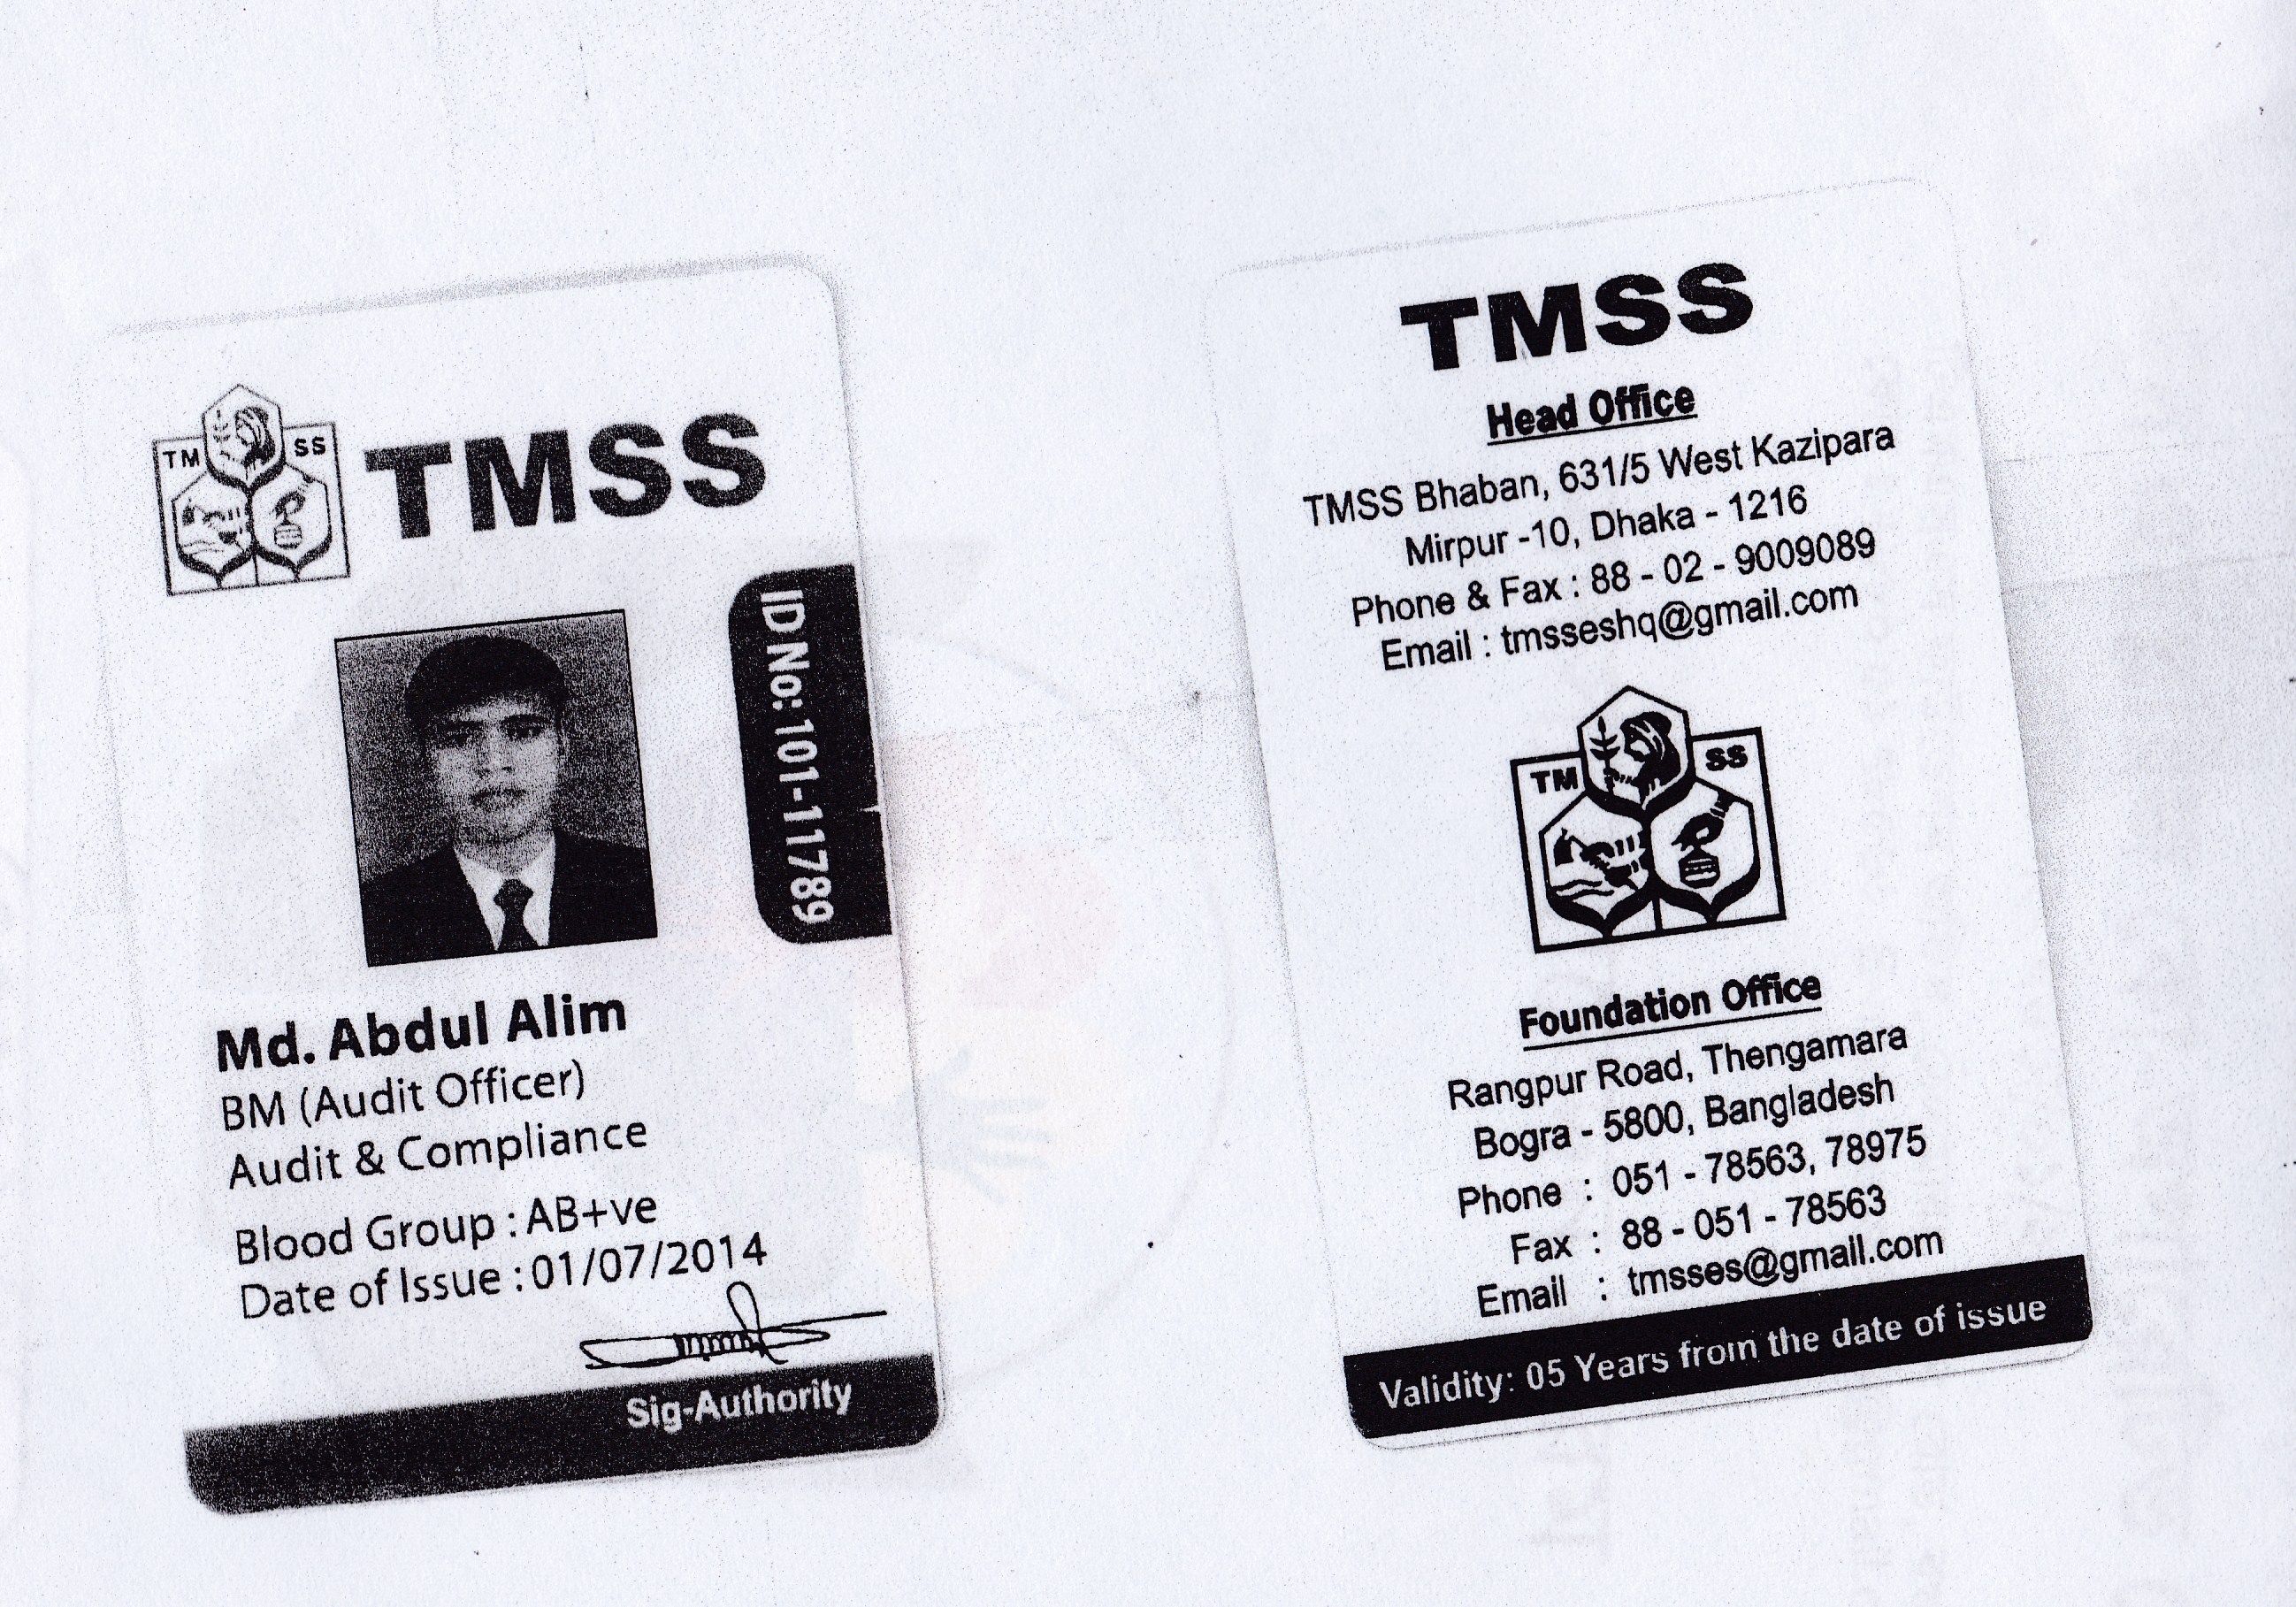 TM SS
TMSS
ID No: 101-11789
Md. Abdul Alim
BM (Audit Officer)
Audit & Compliance
Blood Group : AB+ve
Date of Issue : 01/07/2014
Sig-Authority
TMSS
Head Office
TMSS Bhaban, 631/5 West Kazipara
Mirpur -10, Dhaka - 1216
Phone & Fax : 88 - 02 - 9009089
Email : tmsseshq@gmail.com
TM SS
Foundation Office
Rangpur Road, Thengamara
Bogra - 5800, Bangladesh
Phone : 051 - 78563, 78975
Fax : 88 - 051 - 78563
Email : tmsses@gmail.com
Validity: 05 Years from the date of issue